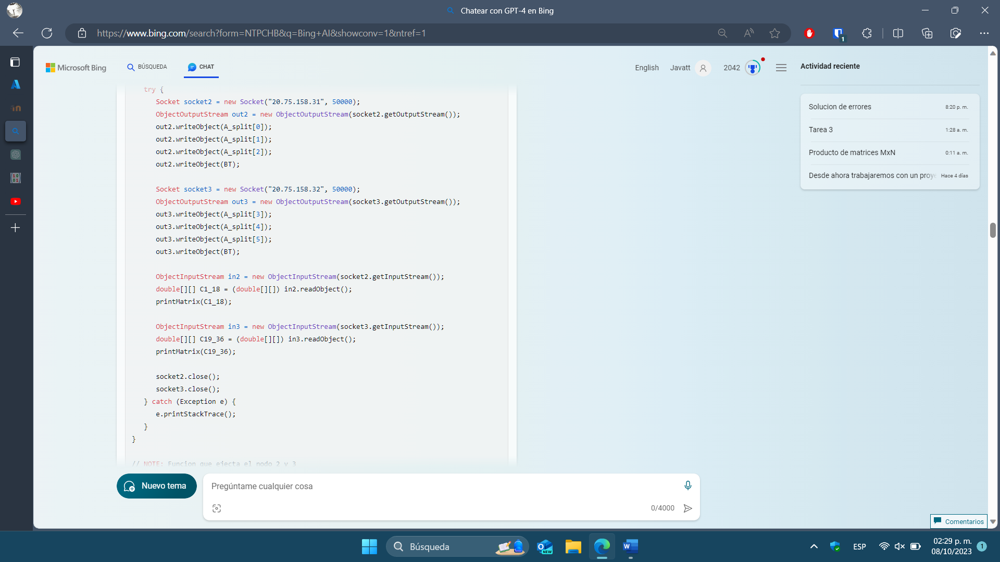 Chatear con GPT-4 en Bing
https://www.bing.com/search?form=NTPCHB&q=Bing+AI&showconv=1&ntref=1
1
Microsoft Bing
BÚSQUEDA
CHAT
English
Javatt
2042
try {
Socket socket2 = new Socket("20.75.158.31", 50000);
ObjectOutputStream out2 = new ObjectOutputStream(socket2.getOutputStream());
out2.writeObject(A_split[0]);
out2.writeObject(A_split[1]);
out2.writeObject(A_split[2]);
out2.writeObject(BT);
Socket socket3 = new Socket("20.75.158.32", 50000);
ObjectOutputStream out3 = new ObjectOutputStream(socket3.getOutputStream());
out3.writeObject(A_split[3]);
out3.writeObject(A_split[4]);
out3.writeObject(A_split[5]);
out3.writeObject(BT);
ObjectInputStream in2 = new ObjectInputStream(socket2.getInputStream());
double[][] C1_18 = (double[][]) in2.readObject();
printMatrix(C1_18);
ObjectInputStream in3 = new ObjectInputStream(socket3.getInputStream());
double[][] C19_36 = (double[][]) in3.readObject();
printMatrix(C19_36);
socket2.close();
socket3.close();
} catch (Exception e) {
e.printStackTrace();
}
}
// NOTE: Funcion que ejecta el nodo 2 y 3
Actividad reciente
Solucion de errores 8:20 p. m.
Tarea 3 1:28 a. m.
Producto de matrices MxN 0:11 a. m.
Desde ahora trabajaremos con un proye Hace 4 días
Nuevo tema
Pregúntame cualquier cosa
0/4000
Comentarios
Búsqueda
NEW
ESP
02:29 p. m.
08/10/2023
1